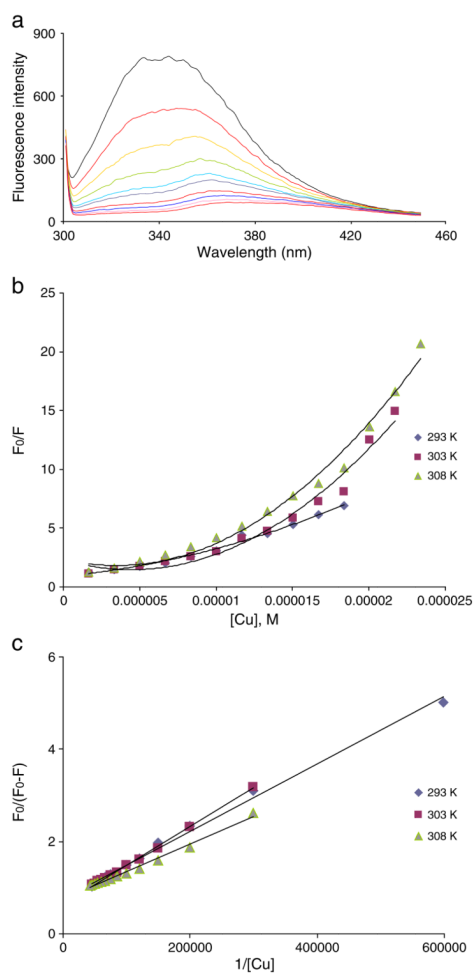 a
Fluorescence intensity
900
600
300
0
300
340
380
420
460
Wavelength (nm)
b
F0/F
25
20
15
10
5
0
0
0.000005
0.00001
0.000015
0.00002
0.000025
[Cu], M
293 K
303 K
308 K
c
F0/(F0-F)
6
4
2
0
0
200000
400000
600000
1/[Cu]
293 K
303 K
308 K